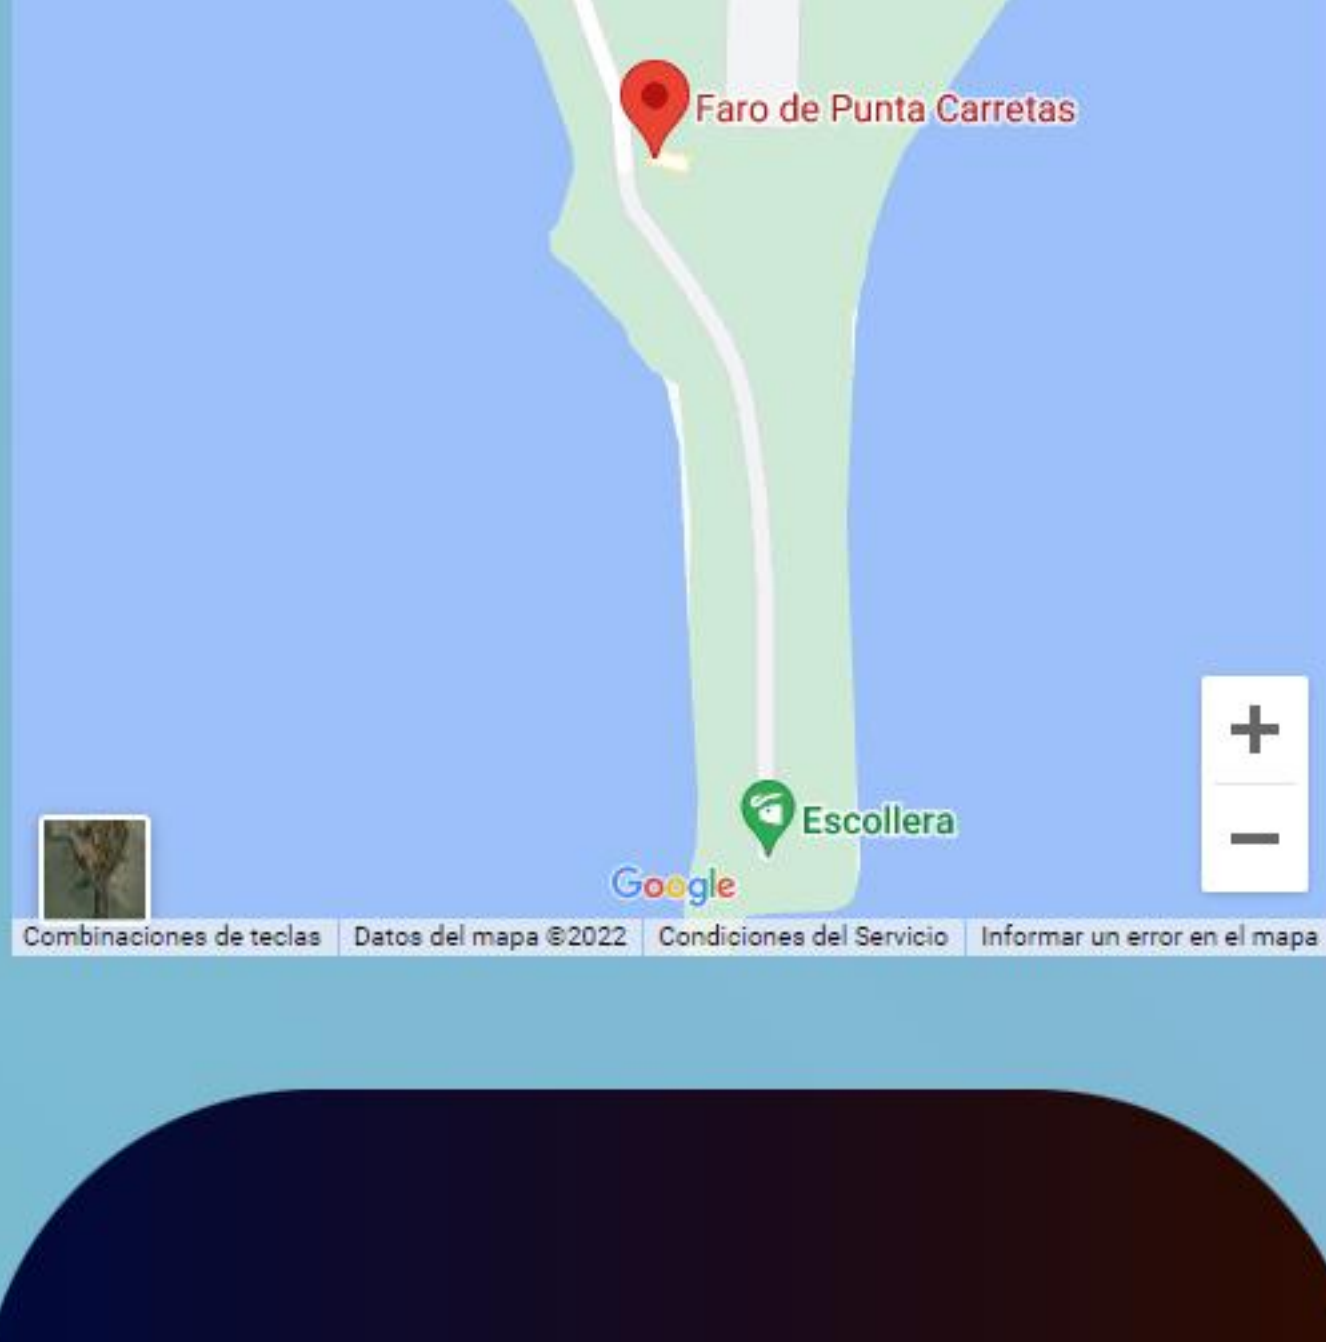 Faro de Punta Carretas
Escollera
Google
Combinaciones de teclas Datos del mapa ©2022 Condiciones del Servicio Informar un error en el mapa